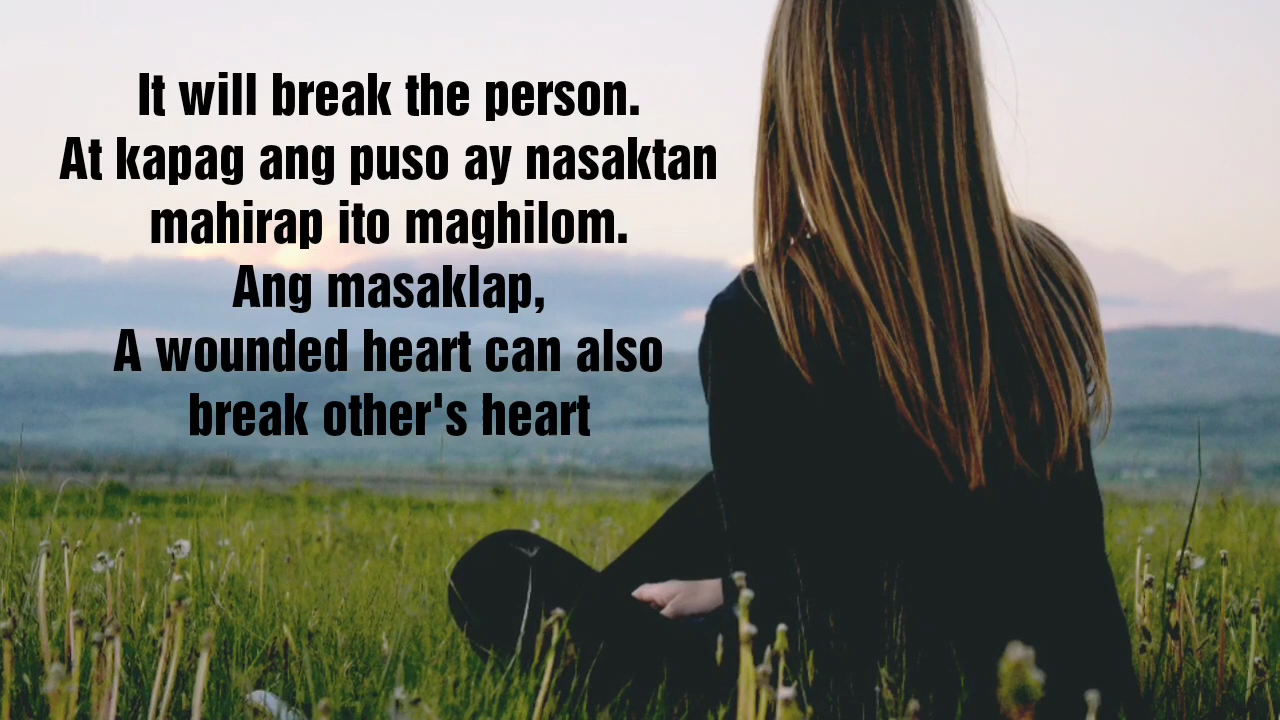 It will break the person.
At kapag ang puso ay nasaktan
mahirap ito maghilom.
Ang masaklap,
A wounded heart can also
break other's heart